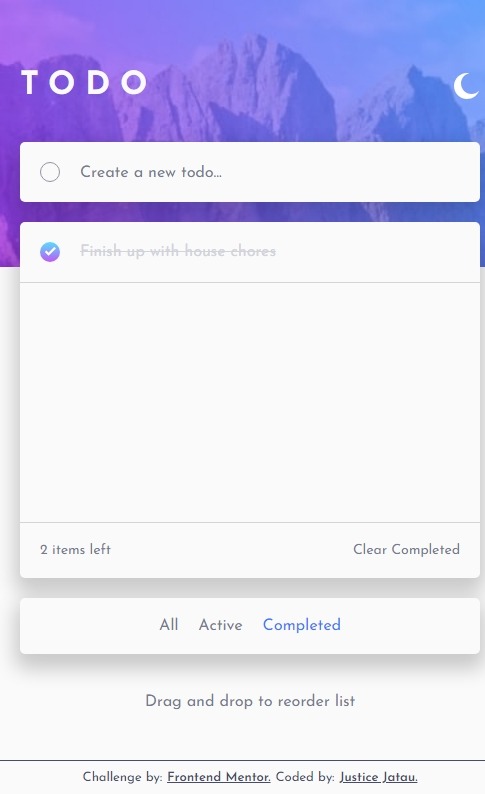 TODO
Create a new todo...
Finish up with house chores
2 items left Clear Completed
All Active Completed
Drag and drop to reorder list
Challenge by: Frontend Mentor. Coded by: Justice Jatau.